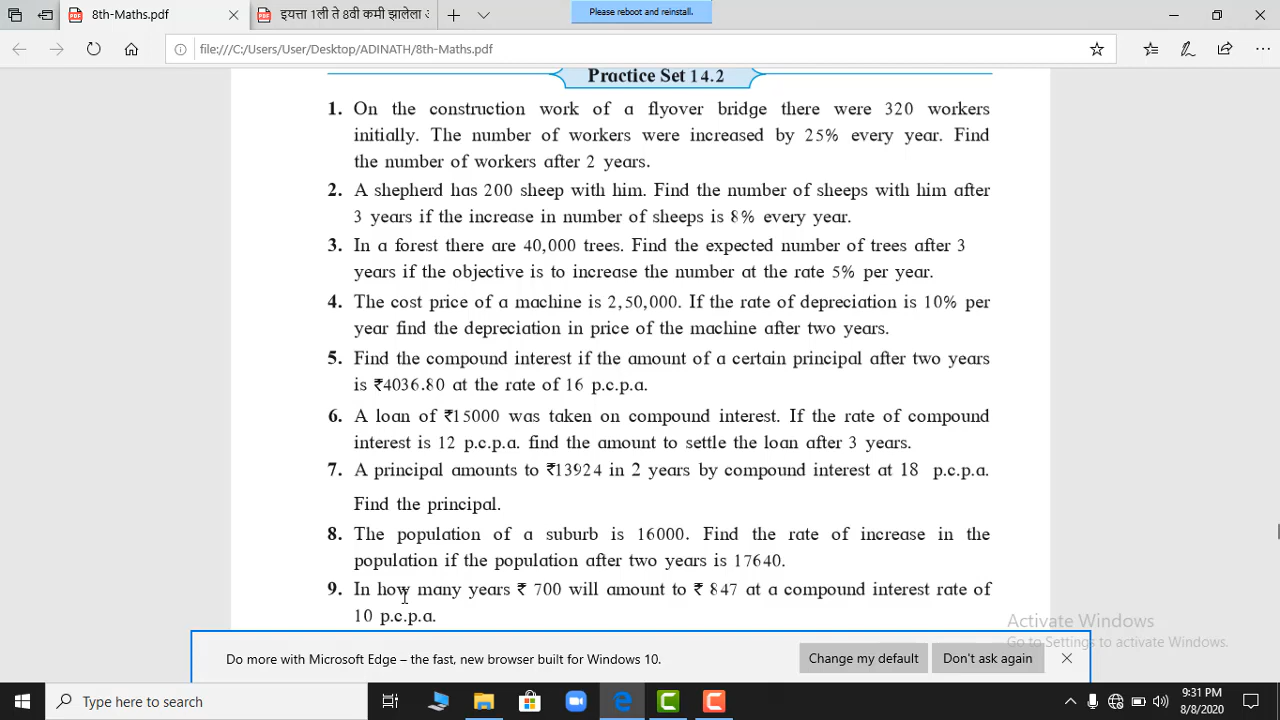 8th-Maths.pdf
इयत्ता 1ली ते 8वी कमी झालेला
Please reboot and reinstall.
file:///C:/Users/User/Desktop/ADINATH/8th-Maths.pdf
Practice Set 14.2
1. On the construction work of a flyover bridge there were 320 workers
initially. The number of workers were increased by 25% every year. Find
the number of workers after 2 years.
2. A shepherd has 200 sheep with him. Find the number of sheeps with him after
3 years if the increase in number of sheeps is 8% every year.
3. In a forest there are 40,000 trees. Find the expected number of trees after 3
years if the objective is to increase the number at the rate 5% per year.
4. The cost price of a machine is 2,50,000. If the rate of depreciation is 10% per
year find the depreciation in price of the machine after two years.
5. Find the compound interest if the amount of a certain principal after two years
is ₹4036.80 at the rate of 16 p.c.p.a.
6. A loan of ₹15000 was taken on compound interest. If the rate of compound
interest is 12 p.c.p.a. find the amount to settle the loan after 3 years.
7. A principal amounts to ₹13924 in 2 years by compound interest at 18 p.c.p.a.
Find the principal.
8. The population of a suburb is 16000. Find the rate of increase in the
population if the population after two years is 17640.
9. In how many years ₹ 700 will amount to ₹ 847 at a compound interest rate of
10 p.c.p.a.
Activate Windows
Go to Settings to activate Windows.
Do more with Microsoft Edge – the fast, new browser built for Windows 10.
Change my default
Don't ask again
Type here to search
9:31 PM
8/8/2020